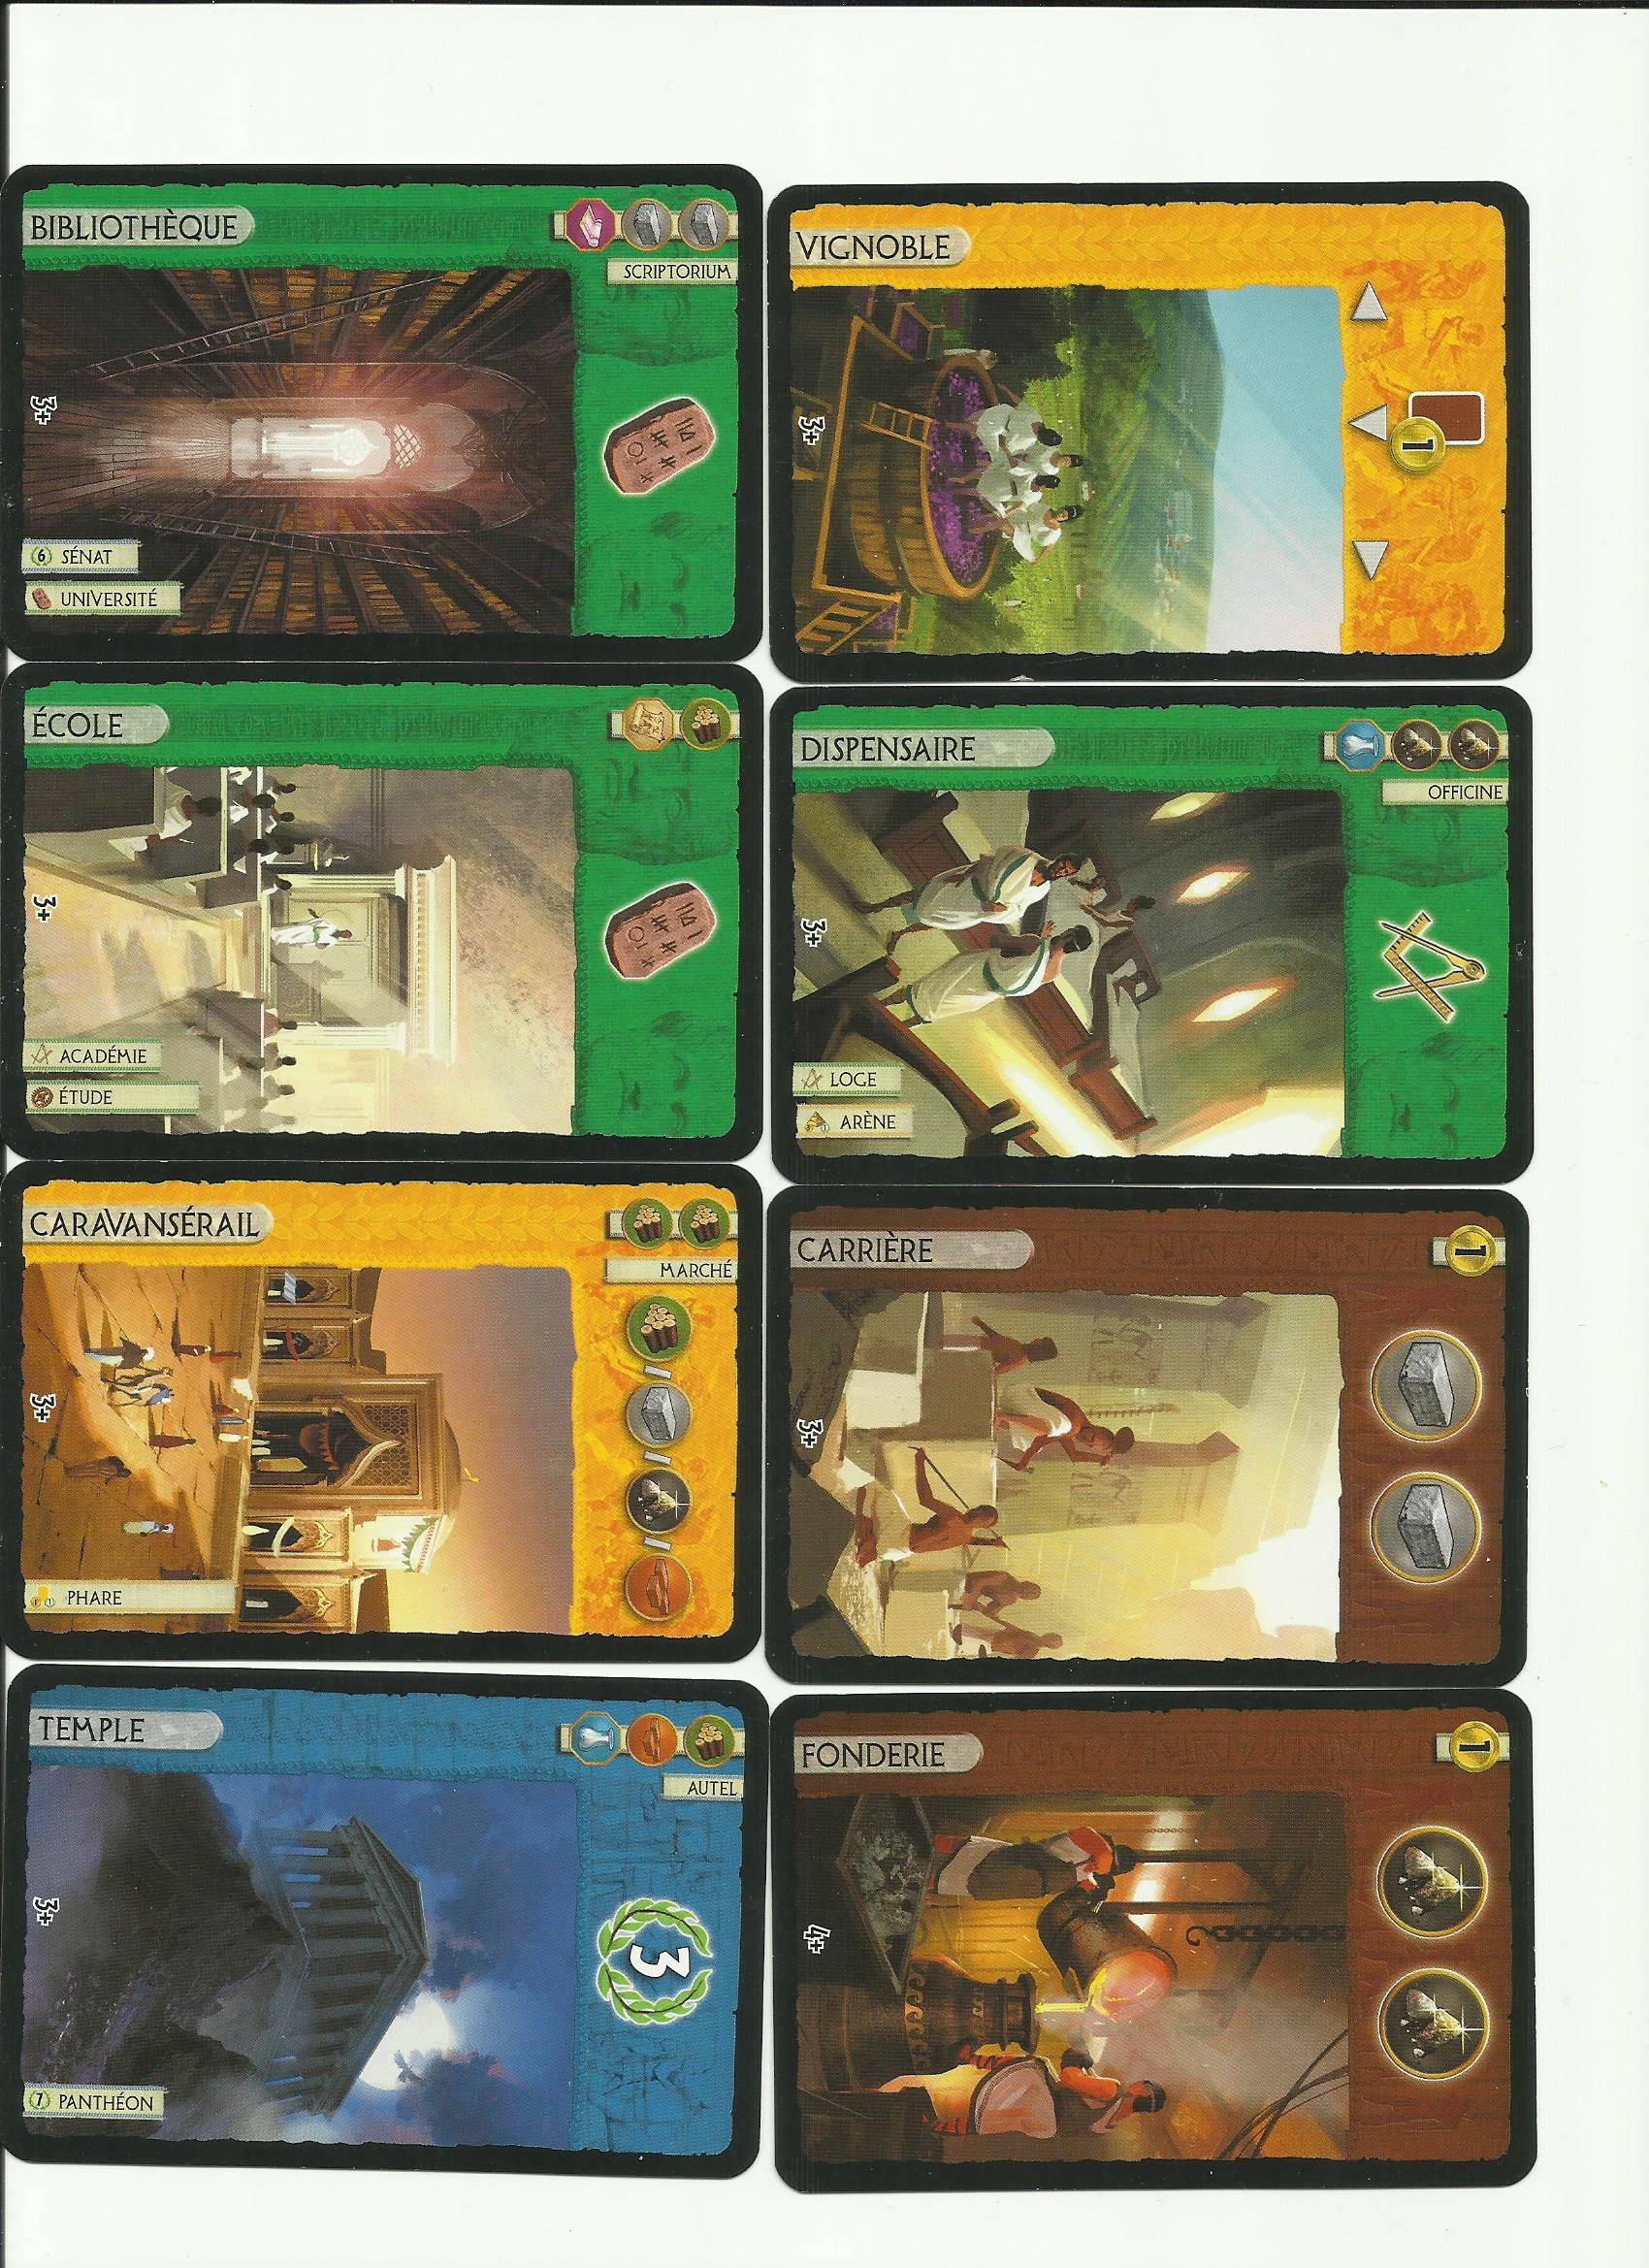 BIBLIOTHÈQUE
SCRIPTORIUM
3+
6 SÉNAT
UNIVERSITÉ
VIGNOBLE
1
3+
ÉCOLE
3+
ACADÉMIE
ÉTUDE
DISPENSAIRE
OFFICINE
3+
LOGE
ARÈNE
CARAVANSÉRAIL
MARCHÉ
3+
PHARE
CARRIÈRE
1
3+
TEMPLE
AUTEL
3
3+
7 PANTHÉON
FONDERIE
1
4+